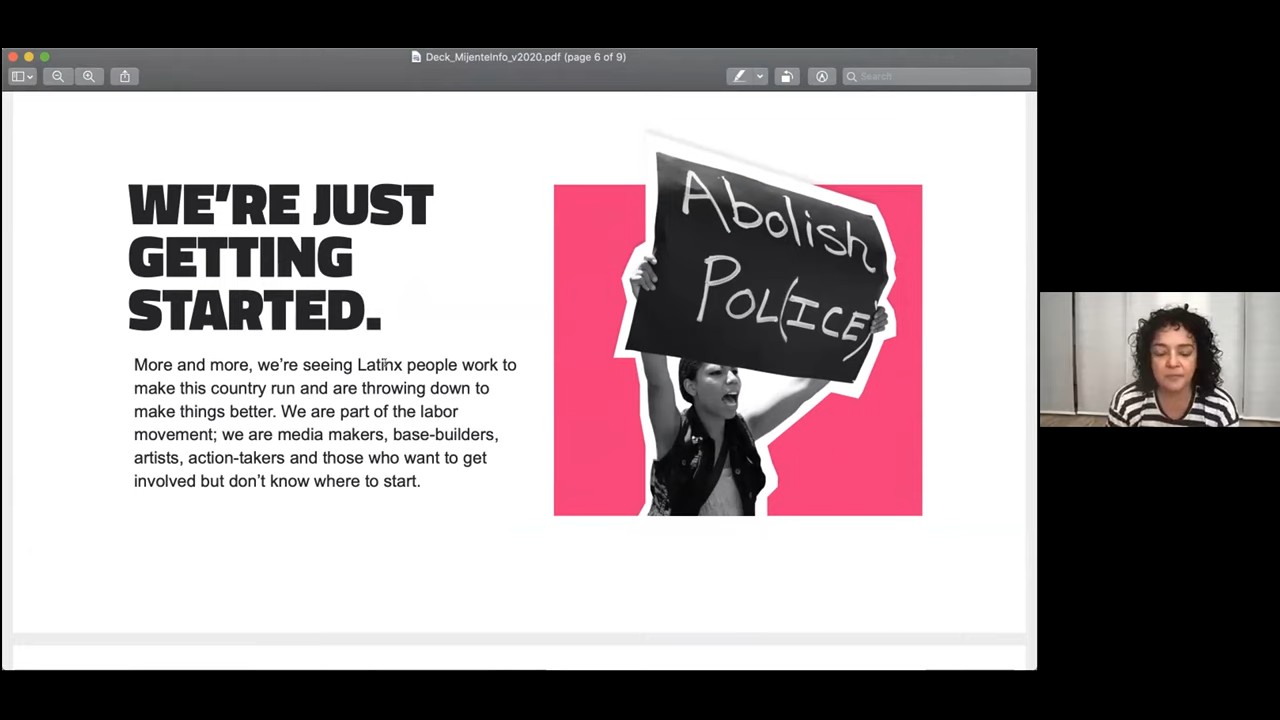 Deck_MijenteInfo_v2020.pdf (page 6 of 9)
Search
WE'RE JUST
GETTING
STARTED.
More and more, we're seeing Latinx people work to
make this country run and are throwing down to
make things better. We are part of the labor
movement; we are media makers, base-builders,
artists, action-takers and those who want to get
involved but don't know where to start.
Abolish
POL(ICE)